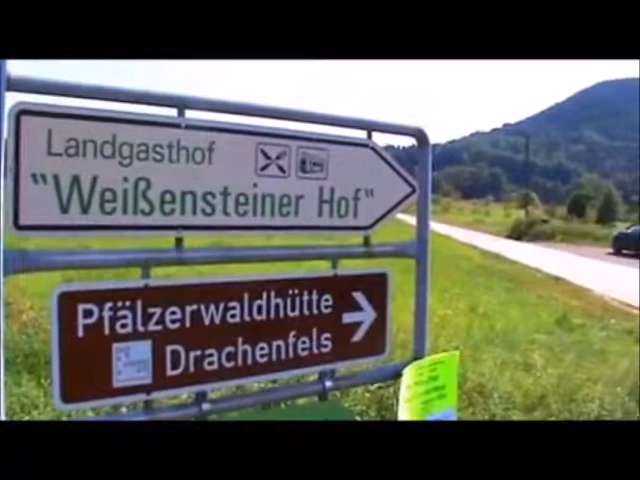 Landgasthof
"Weißensteiner Hof"
Pfälzerwaldhütte
Drachenfels